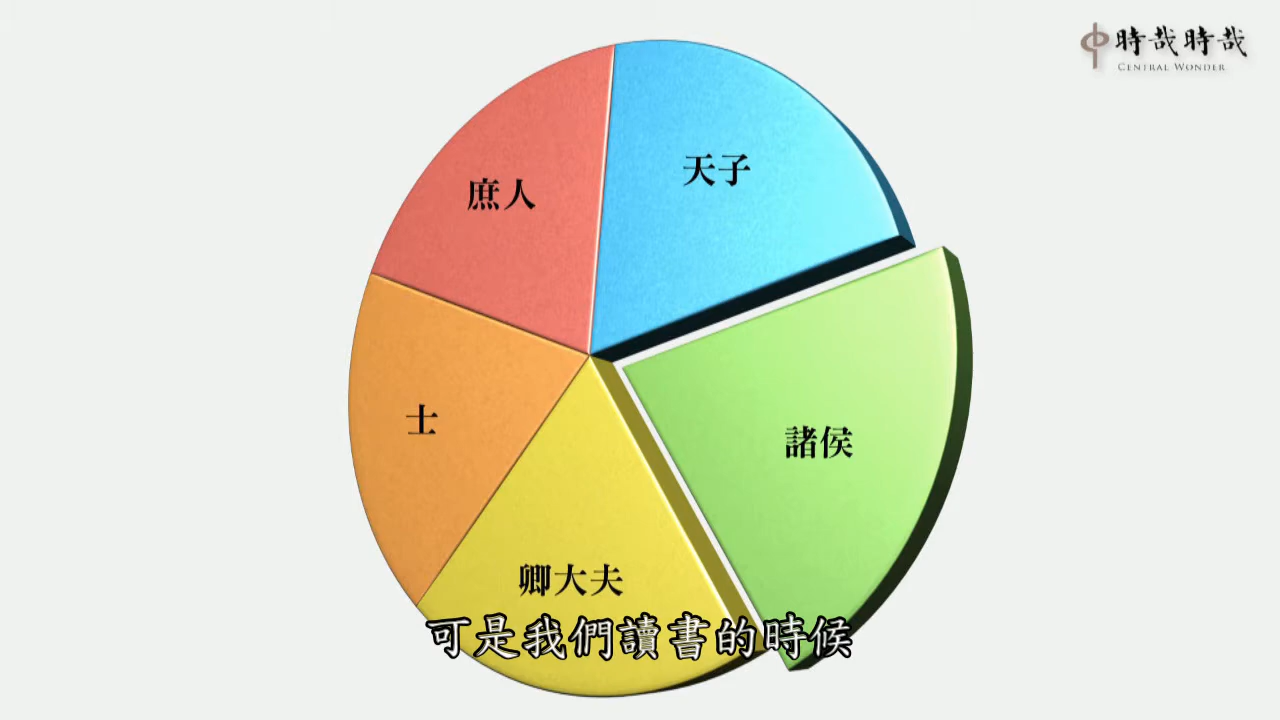 時哉時哉
CENTRAL WONDER
天子
庶人
士
諸侯
卿大夫
可是我們讀書的時候